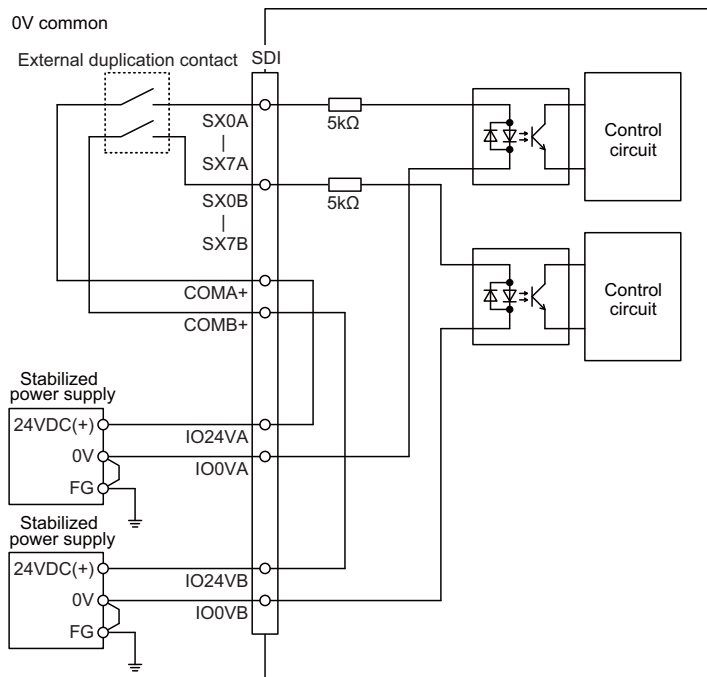 0V common
External duplication contact
SDI
SX0A
|
SX7A
5kΩ
Control
circuit
SX0B
|
SX7B
5kΩ
COMA+
COMB+
Control
circuit
Stabilized
power supply
24VDC(+)
0V
FG
IO24VA
IO0VA
Stabilized
power supply
24VDC(+)
0V
FG
IO24VB
IO0VB